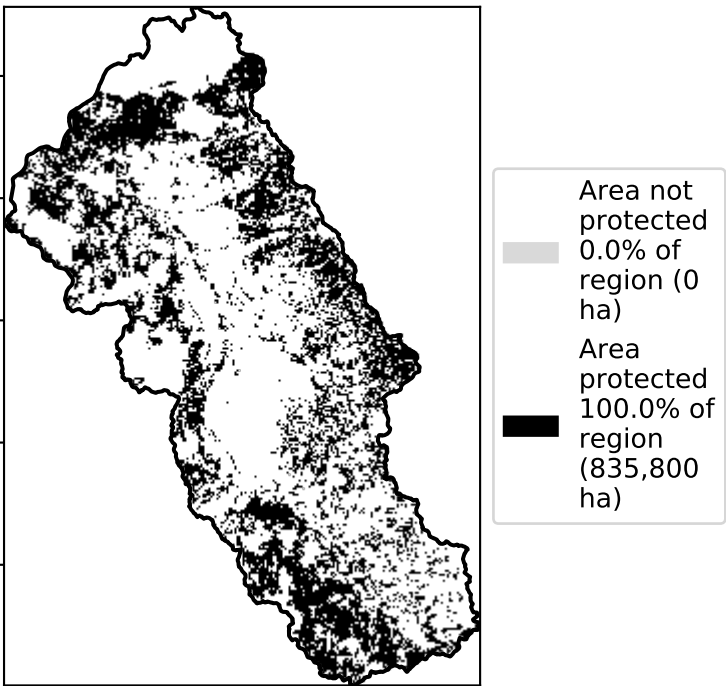 Area not
protected
0.0% of
region (0
ha)
Area
protected
100.0% of
region
(835,800
ha)